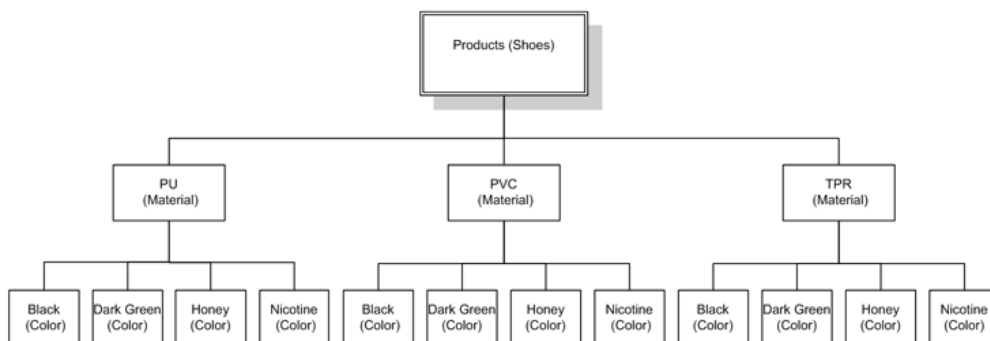 Products (Shoes)
PU
(Material)
PVC
(Material)
TPR
(Material)
Black
(Color)
Dark Green
(Color)
Honey
(Color)
Nicotine
(Color)
Black
(Color)
Dark Green
(Color)
Honey
(Color)
Nicotine
(Color)
Black
(Color)
Dark Green
(Color)
Honey
(Color)
Nicotine
(Color)